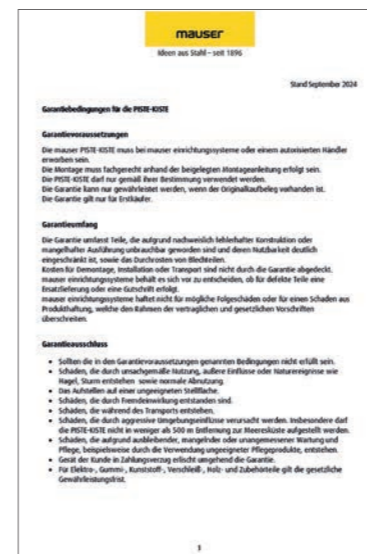 mauser
Ideen aus Stahl – seit 1896
Stand September 2024
Garantiebedingungen für die PISTE-KISTE
Garantievoraussetzungen
Die mauser PISTE-KISTE muss bei mauser einrichtungssysteme oder einem autorisierten Händler
erworben sein.
Die Montage muss fachgerecht anhand der beigelegten Montageanleitung erfolgt sein.
Die PISTE-KISTE darf nur gemäß ihrer Bestimmung verwendet werden.
Die Garantie kann nur gewährleistet werden, wenn der Originalkaufbeleg vorhanden ist.
Die Garantie gilt nur für Erstkäufer.
Garantieumfang
Die Garantie umfasst Teile, die aufgrund nachweislich fehlerhafter Konstruktion oder
mangelhafter Ausführung unbrauchbar geworden sind und deren Nutzbarkeit deutlich
eingeschränkt ist, sowie das Durchrosten von Blechteilen.
Kosten für Demontage, Installation oder Transport sind nicht durch die Garantie abgedeckt.
mauser einrichtungssysteme behält es sich vor zu entscheiden, ob für defekte Teile eine
Ersatzlieferung oder eine Gutschrift erfolgt.
mauser einrichtungssysteme haftet nicht für mögliche Folgeschäden oder für einen Schaden aus
Produkthaftung, welche den Rahmen der vertraglichen und gesetzlichen Vorschriften
überschreiten.
Garantieausschluss
• Sollten die in den Garantievoraussetzungen genannten Bedingungen nicht erfüllt sein.
• Schäden, die durch unsachgemäße Nutzung, äußere Einflüsse oder Naturereignisse wie
Hagel, Sturm entstehen sowie normale Abnutzung.
• Das Aufstellen auf einer ungeeigneten Stellfläche.
• Schäden, die durch Fremdeinwirkung entstanden sind.
• Schäden, die während des Transports entstehen.
• Schäden, die durch aggressive Umgebungseinflüsse verursacht werden. Insbesondere darf
die PISTE-KISTE nicht in weniger als 500 m Entfernung zur Meeresküste aufgestellt werden.
• Schäden, die aufgrund ausbleibender, mangelnder oder unangemessener Wartung und
Pflege, beispielsweise durch die Verwendung ungeeigneter Pflegeprodukte, entstehen.
• Gerät der Kunde in Zahlungsverzug erlischt umgehend die Garantie.
• Für Elektro-, Gummi-, Kunststoff-, Verschleiß-, Holz- und Zubehörteile gilt die gesetzliche
Gewährleistungsfrist.